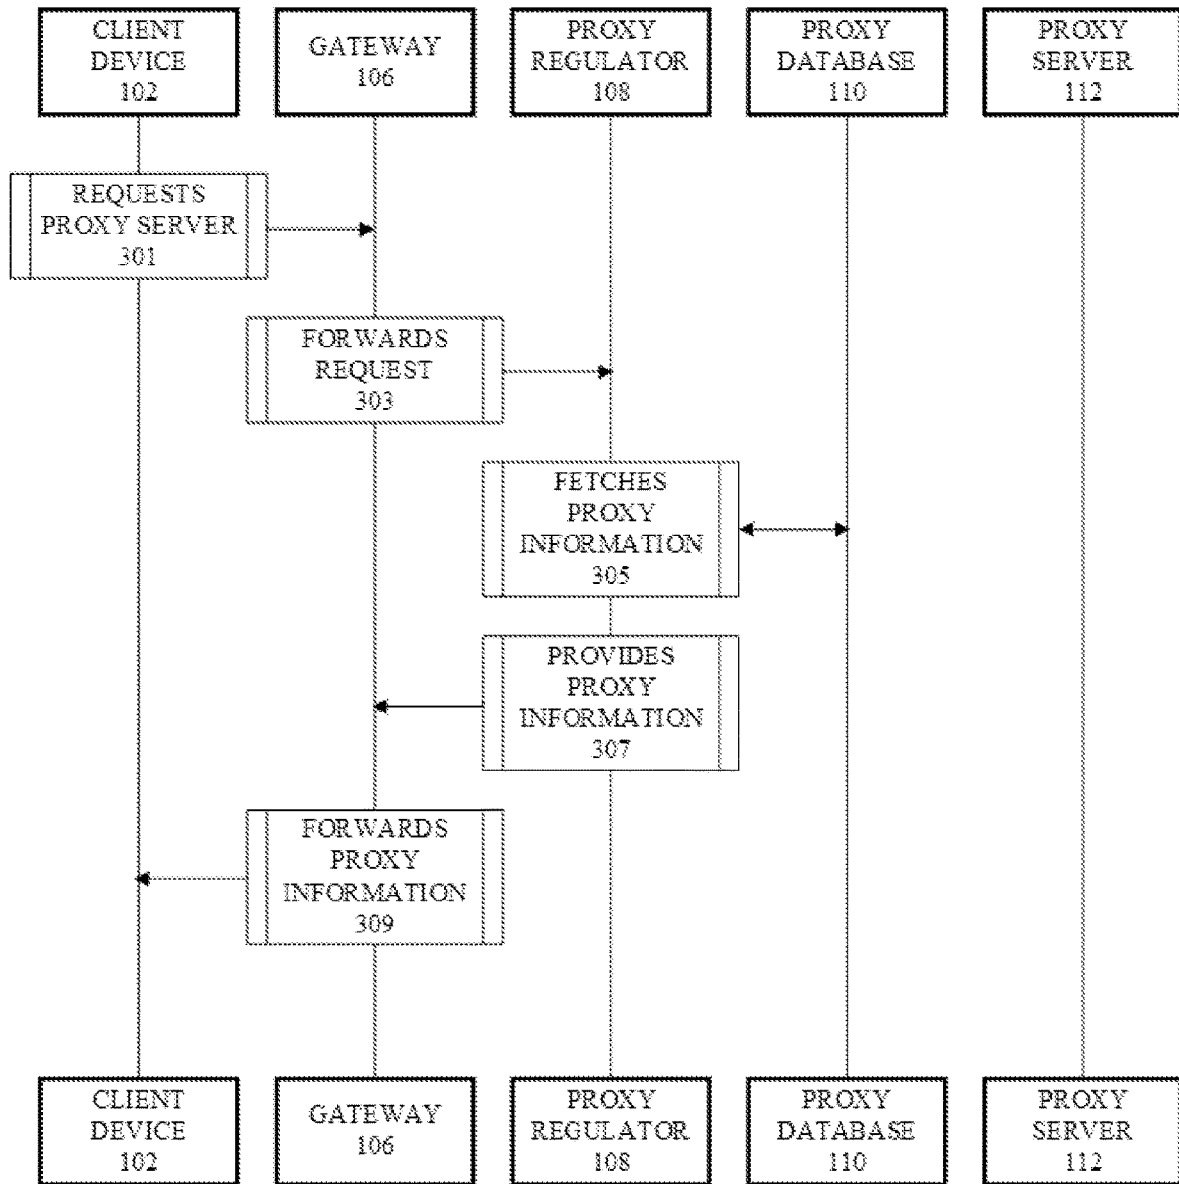 CLIENT
DEVICE
102
GATEWAY
106
PROXY
REGULATOR
108
PROXY
DATABASE
110
PROXY
SERVER
112
REQUESTS
PROXY SERVER
301
FORWARDS
REQUEST
303
FETCHES
PROXY
INFORMATION
305
PROVIDES
PROXY
INFORMATION
307
FORWARDS
PROXY
INFORMATION
309
CLIENT
DEVICE
102
GATEWAY
106
PROXY
REGULATOR
108
PROXY
DATABASE
110
PROXY
SERVER
112